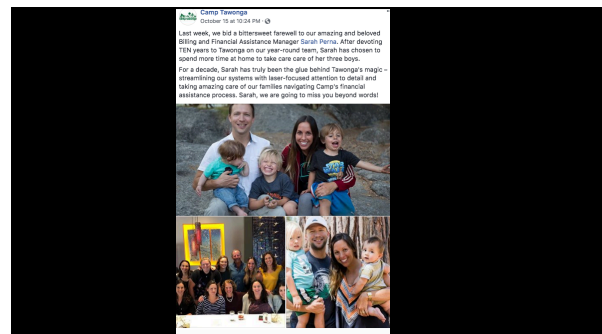 Camp Tawonga
October 15 at 10:24 PM ·
Last week, we bid a bittersweet farewell to our amazing and beloved
Billing and Financial Assistance Manager Sarah Perna. After devoting
TEN years to Tawonga on our year-round team, Sarah has chosen to
spend more time at home to take care care of her three boys.
For a decade, Sarah has truly been the glue behind Tawonga's magic –
streamlining our systems with laser-focused attention to detail and
taking amazing care of our families navigating Camp's financial
assistance process. Sarah, we are going to miss you beyond words!